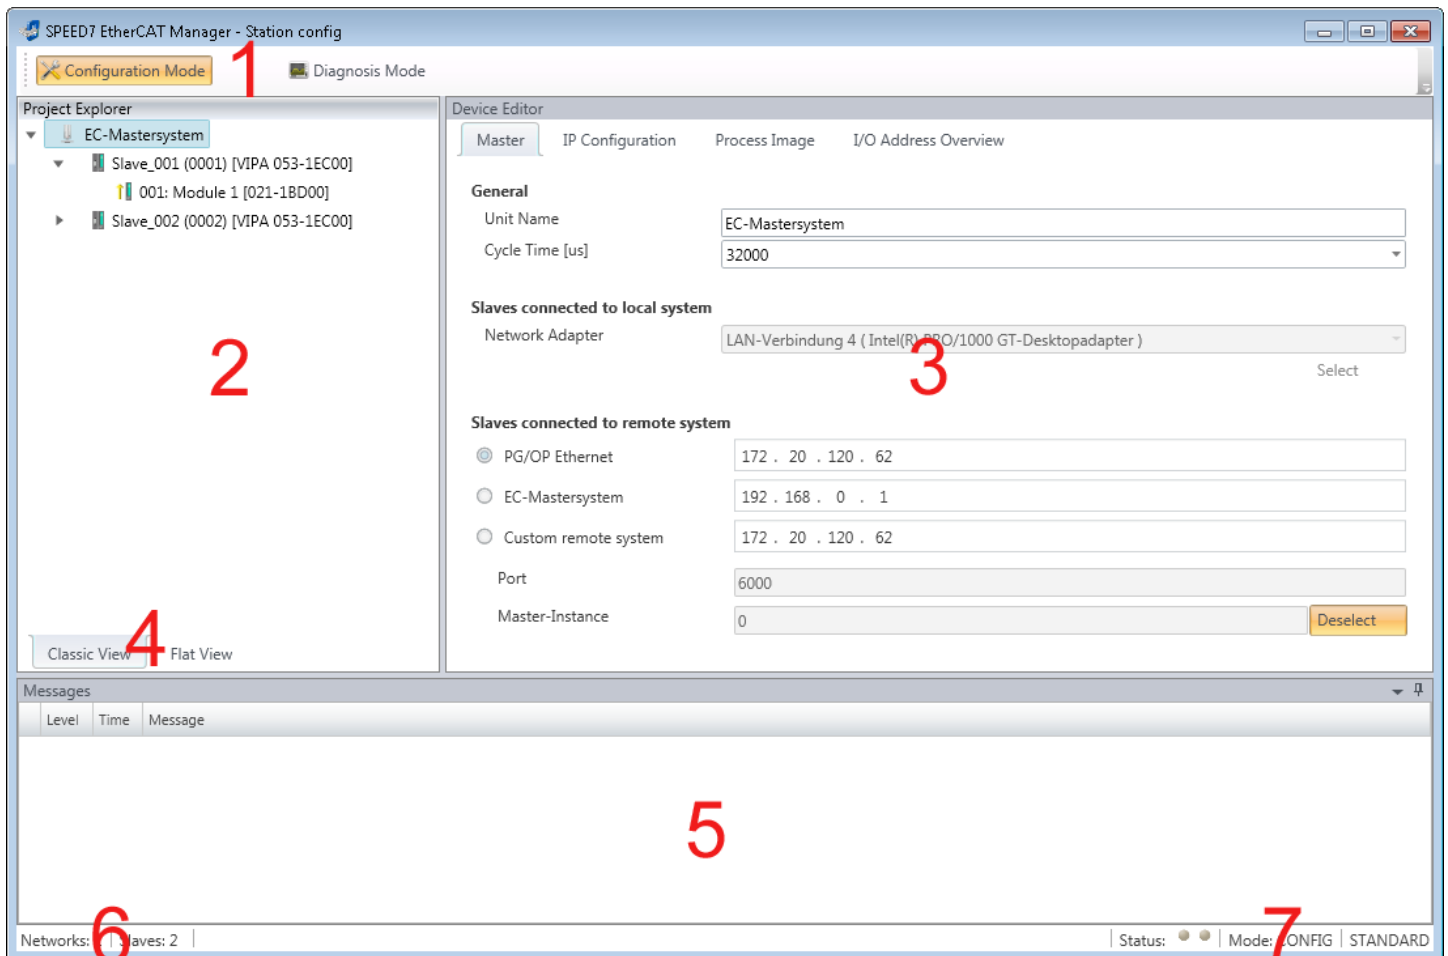 SPEED7 EtherCAT Manager - Station config
Configuration Mode
1
Diagnosis Mode
Project Explorer
EC-Mastersystem
Slave_001 (0001) [VIPA 053-1EC00]
001: Module 1 [021-1BD00]
Slave_002 (0002) [VIPA 053-1EC00]
2
4
Classic View
Flat View
Device Editor
Master
IP Configuration
Process Image
I/O Address Overview
General
Unit Name
EC-Mastersystem
Cycle Time [us]
32000
Slaves connected to local system
Network Adapter
LAN-Verbindung 4 ( Intel(R) PRO/1000 GT-Desktopadapter )
3
Select
Slaves connected to remote system
PG/OP Ethernet
172 . 20 . 120 . 62
EC-Mastersystem
192 . 168 . 0 . 1
Custom remote system
172 . 20 . 120 . 62
Port
6000
Master-Instance
0
Deselect
Messages
Level
Time
Message
5
6
Networks:
Slaves: 2
7
Status:
Mode: CONFIG
STANDARD